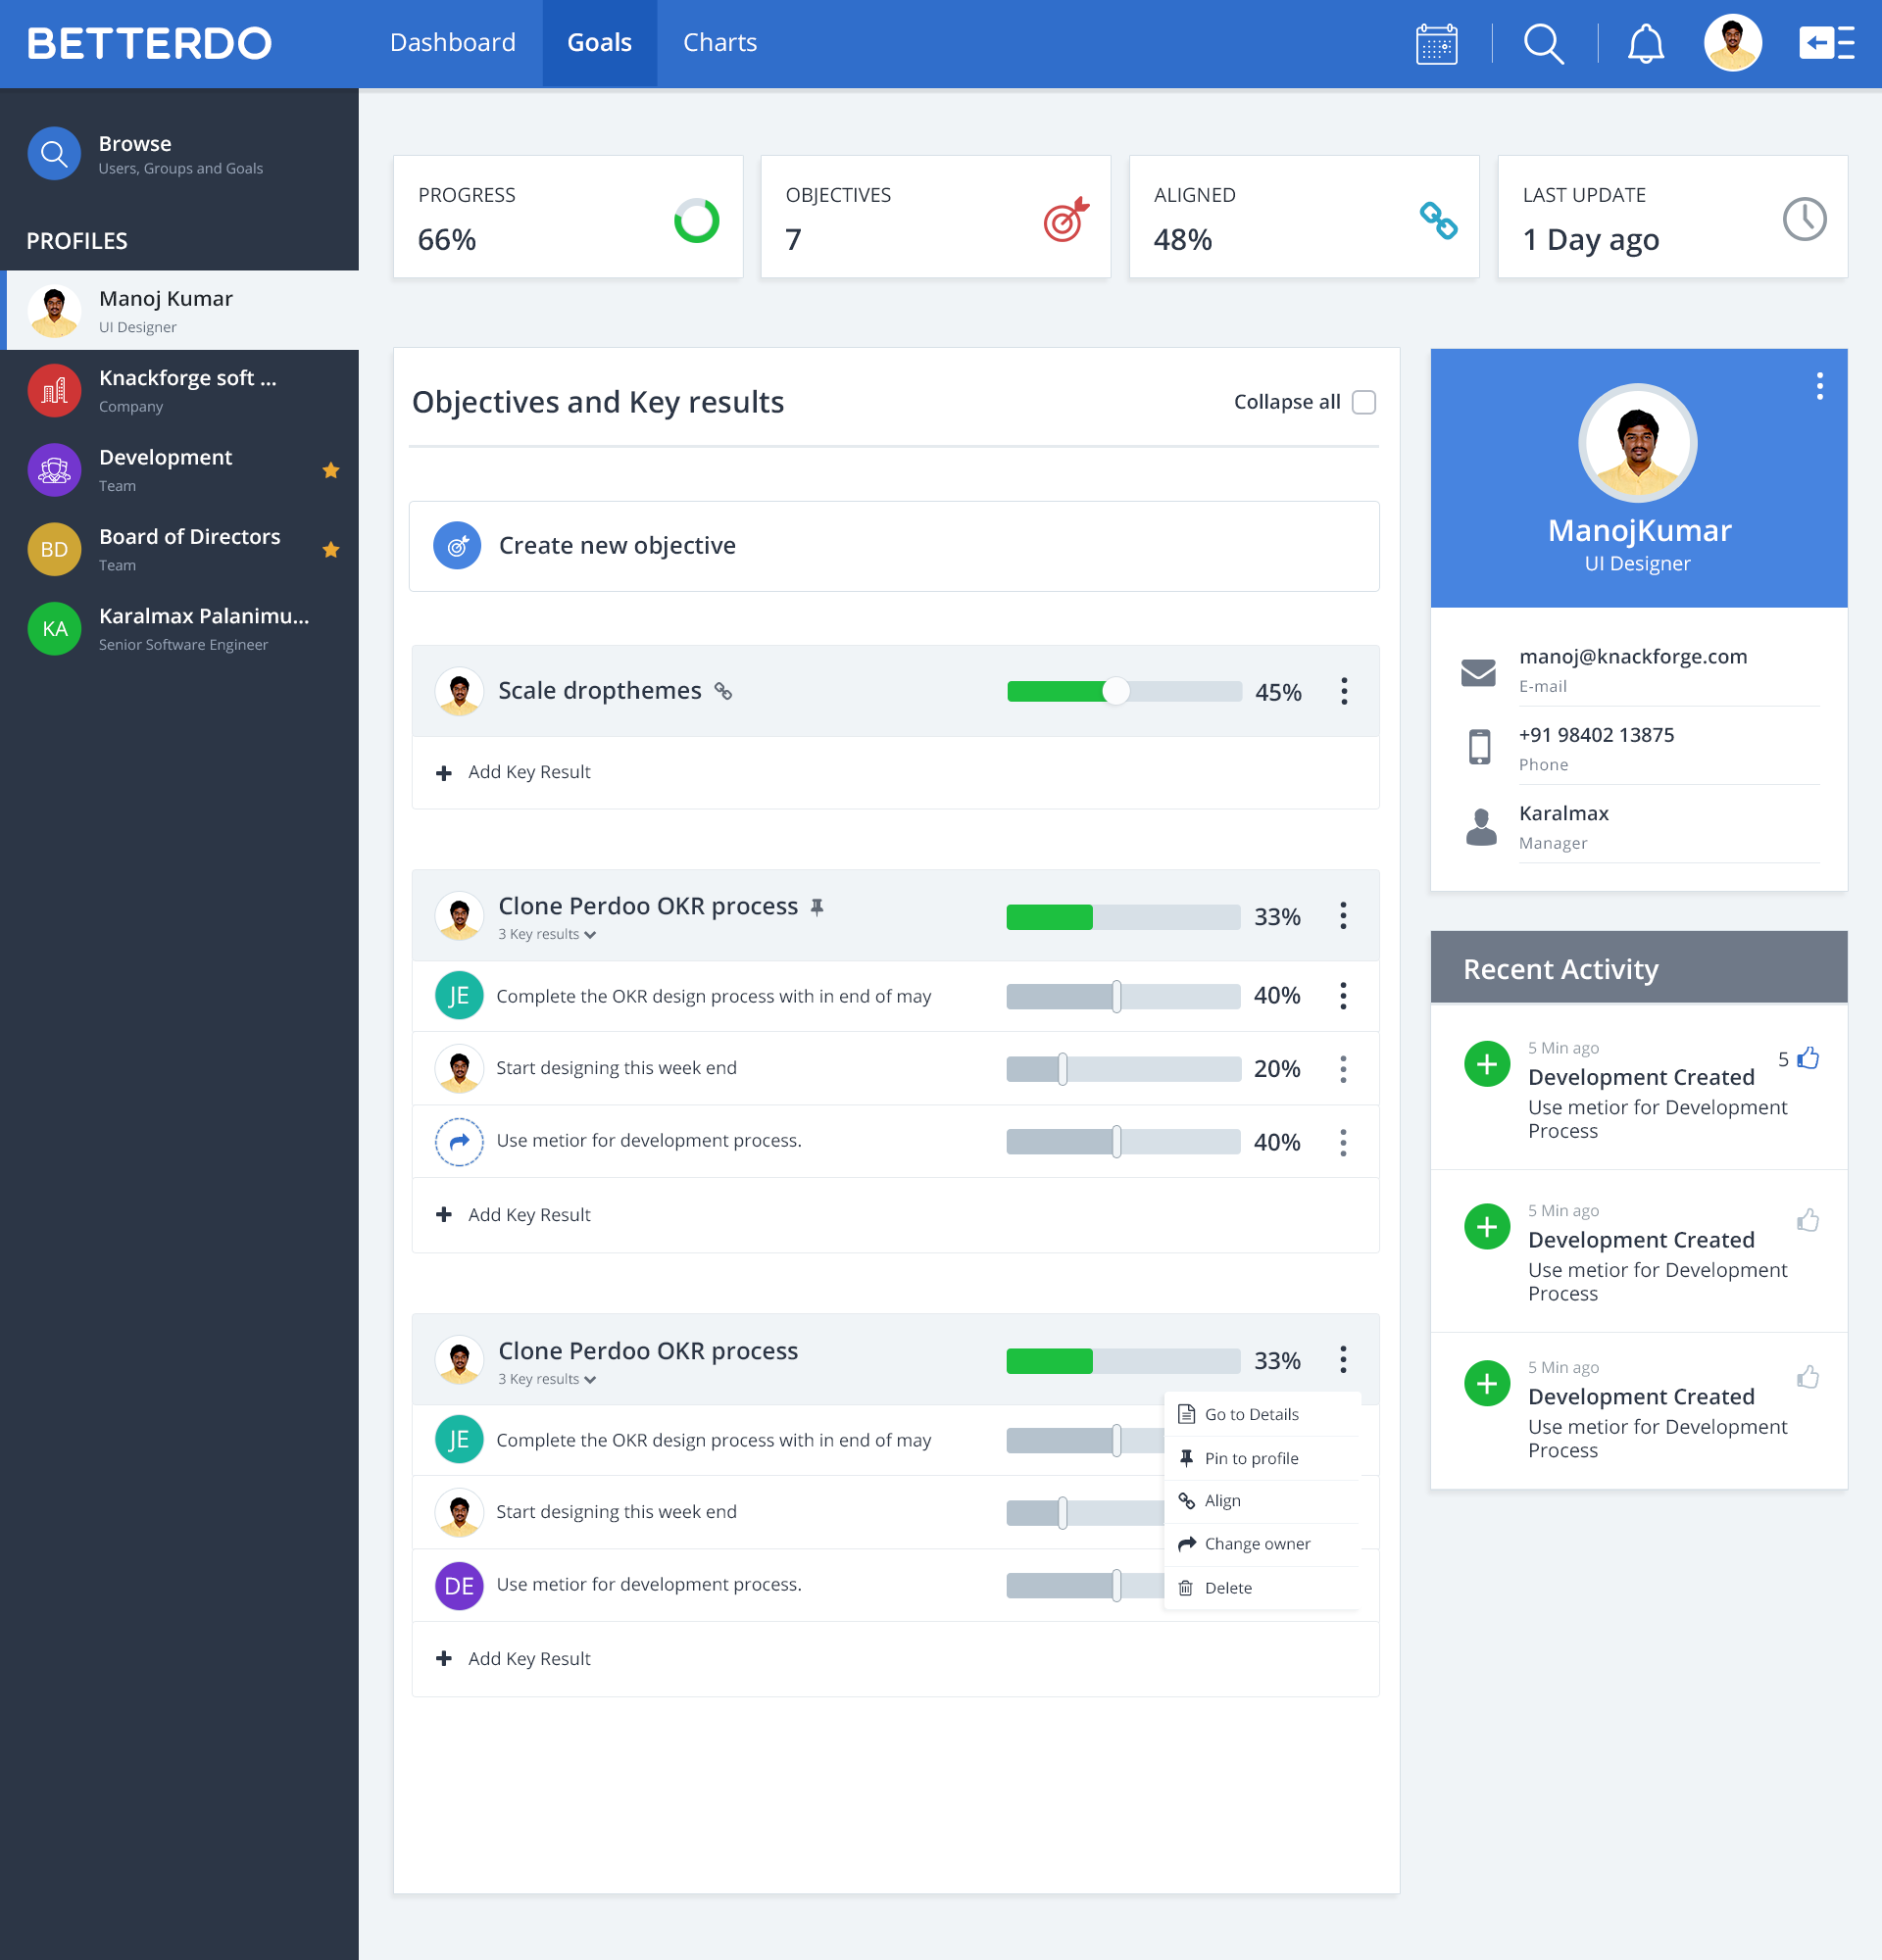 BETTERDO
Dashboard
Goals
Charts
Browse
Users, Groups and Goals
PROFILES
Manoj Kumar
UI Designer
Knackforge soft ...
Company
Development
Team
BD
Board of Directors
Team
KA
Karalmax Palanimu...
Senior Software Engineer
PROGRESS
66%
OBJECTIVES
7
ALIGNED
48%
LAST UPDATE
1 Day ago
Objectives and Key results
Collapse all
Create new objective
Scale dropthemes
45%
Add Key Result
Clone Perdoo OKR process
3 Key results
33%
JE
Complete the OKR design process with in end of may
40%
Start designing this week end
20%
Use metior for development process.
40%
Add Key Result
Clone Perdoo OKR process
3 Key results
33%
JE
Complete the OKR design process with in end of may
Start designing this week end
DE
Use metior for development process.
Add Key Result
Go to Details
Pin to profile
Align
Change owner
Delete
ManojKumar
UI Designer
manoj@knackforge.com
E-mail
+91 98402 13875
Phone
Karalmax
Manager
Recent Activity
5 Min ago
5
Development Created
Use metior for Development
Process
5 Min ago
Development Created
Use metior for Development
Process
5 Min ago
Development Created
Use metior for Development
Process